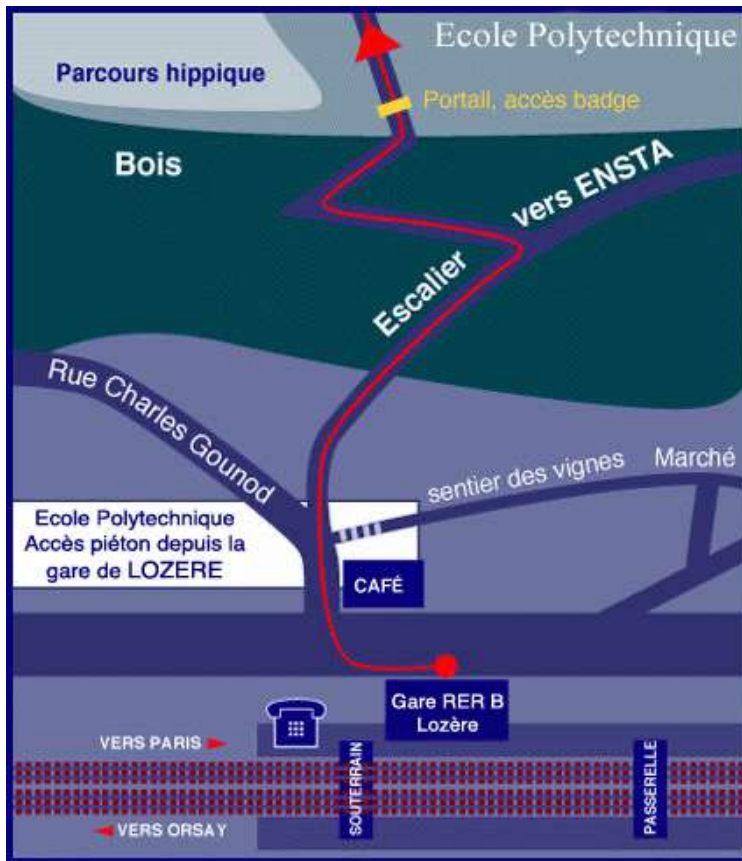 Ecole Polytechnique
Parcours hippique
Portail, accès badge
Bois
vers ENSTA
Escalier
Rue Charles Gounod
sentier des vignes
Marché
Ecole Polytechnique
Accès piéton depuis la
gare de LOZERE
CAFÉ
Gare RER B
Lozère
VERS PARIS
SOUTERRAIN
PASSERELLE
VERS ORSAY